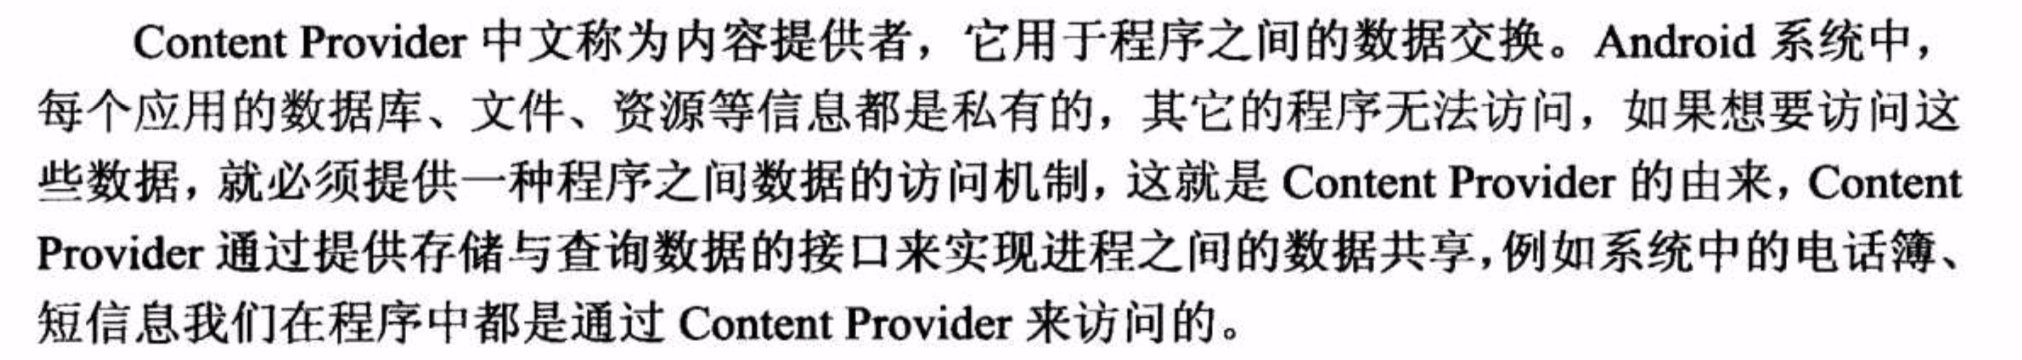 Content Provider 中文称为内容提供者，它用于程序之间的数据交换。Android 系统中，
每个应用的数据库、文件、资源等信息都是私有的，其它的程序无法访问，如果想要访问这
些数据，就必须提供一种程序之间数据的访问机制，这就是 Content Provider 的由来，Content
Provider 通过提供存储与查询数据的接口来实现进程之间的数据共享，例如系统中的电话簿、
短信息我们在程序中都是通过 Content Provider 来访问的。